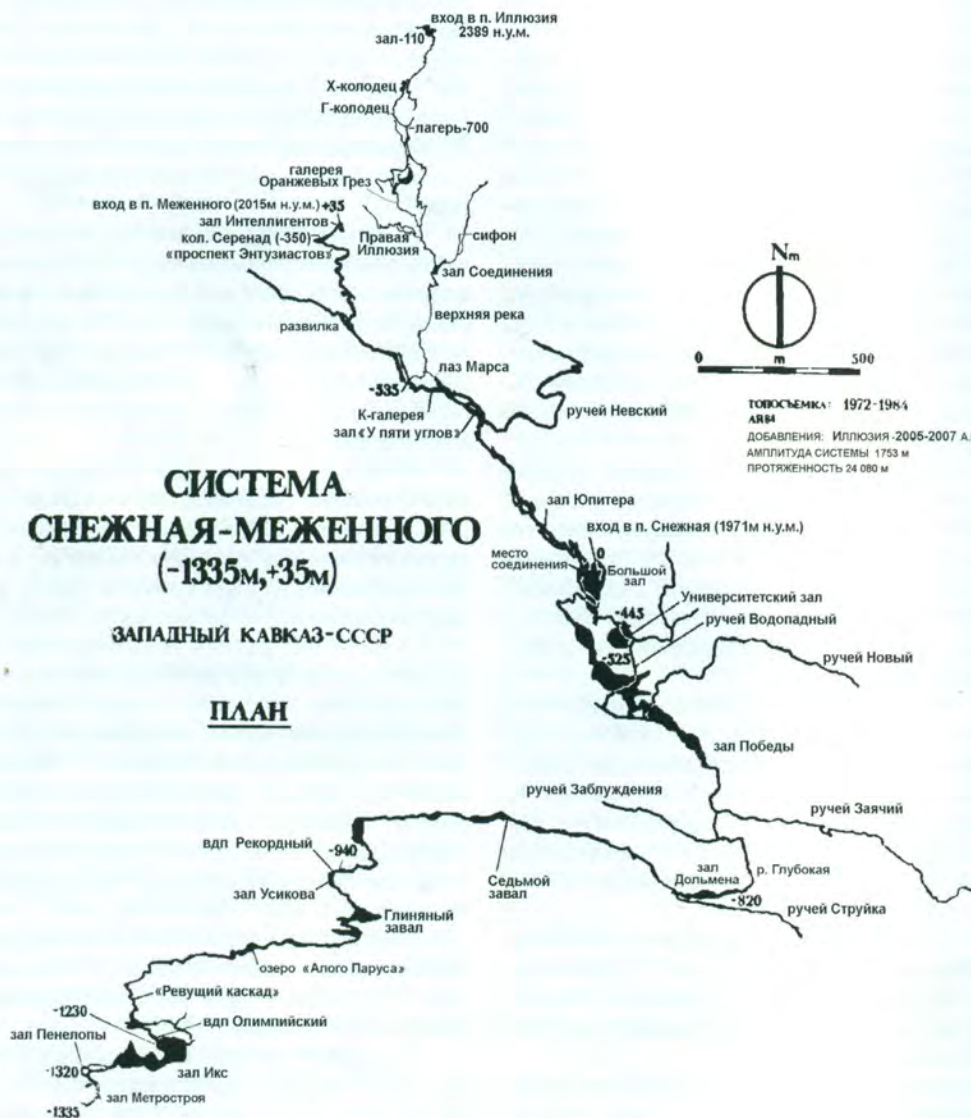 вход в п. Иллюзия
2389 н.у.м.
зал-110
Х-колодец
Г-колодец
лагерь-700
галерея
Оранжевых Грез
вход в п. Меженного (2015м н.у.м.) +35
зал Интеллигентов
кол. Серенад (-350)
«проспект Энтузиастов»
Правая
Иллюзия
сифон
зал Соединения
верхняя река
развилка
лаз Марса
-535
К-галерея
зал «У пяти углов»
ручей Невский
Nм
0 м 500
ТОПОСЪЕМКА: 1972-1984
ДОБАВЛЕНИЯ: ИЛЛЮЗИЯ -2005-2007 А.
АМПЛИТУДА СИСТЕМЫ 1753 м
ПРОТЯЖЕННОСТЬ 24 080 м
СИСТЕМА
СНЕЖНАЯ-МЕЖЕННОГО
(-1335м,+35м)
ЗАПАДНЫЙ КАВКАЗ-СССР
ПЛАН
зал Юпитера
вход в п. Снежная (1971м н.у.м.)
место
соединения
0
Большой
зал
-445
Университетский зал
ручей Водопадный
-525
ручей Новый
зал Победы
ручей Заблуждения
ручей Заячий
вдп Рекордный
-940
зал Усикова
Седьмой
завал
зал
Дольмена
р. Глубокая
-820
ручей Струйка
Глиняный
завал
озеро «Алого Паруса»
«Ревущий каскад»
-1230
вдп Олимпийский
зал Пенелопы
-1320
зал Икс
зал Метростроя
-1335